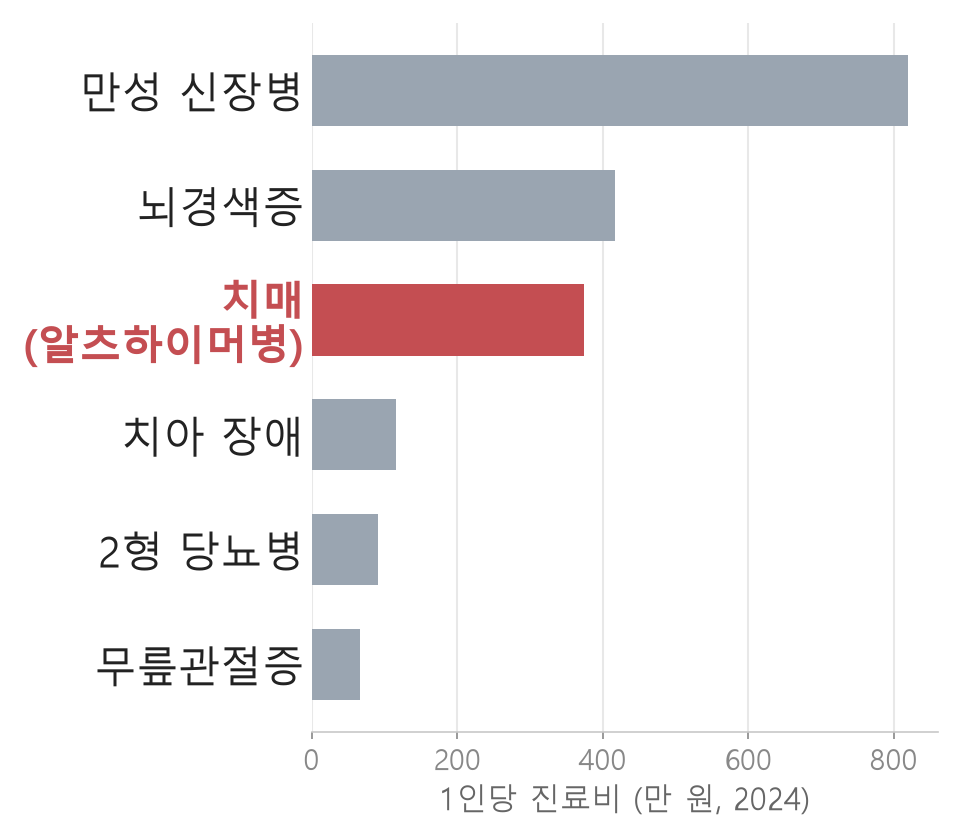 만성 신장병
뇌경색증
치매
(알츠하이머병)
치아 장애
2형 당뇨병
무릎관절증
0 200 400 600 800
1인당 진료비 (만 원, 2024)